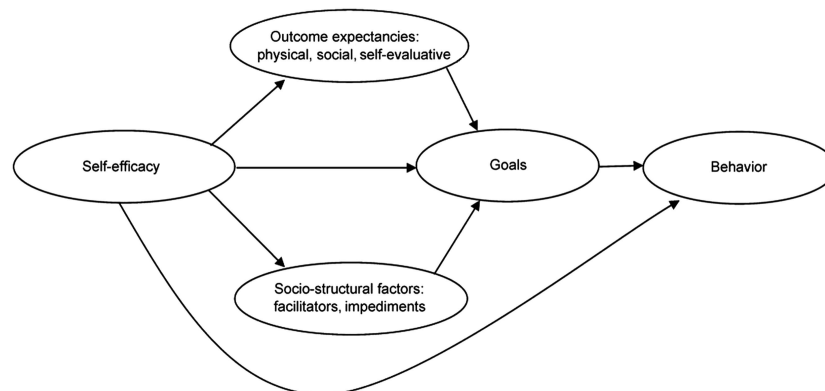 Outcome expectancies:
physical, social, self-evaluative
Self-efficacy
Goals
Behavior
Socio-structural factors:
facilitators, impediments